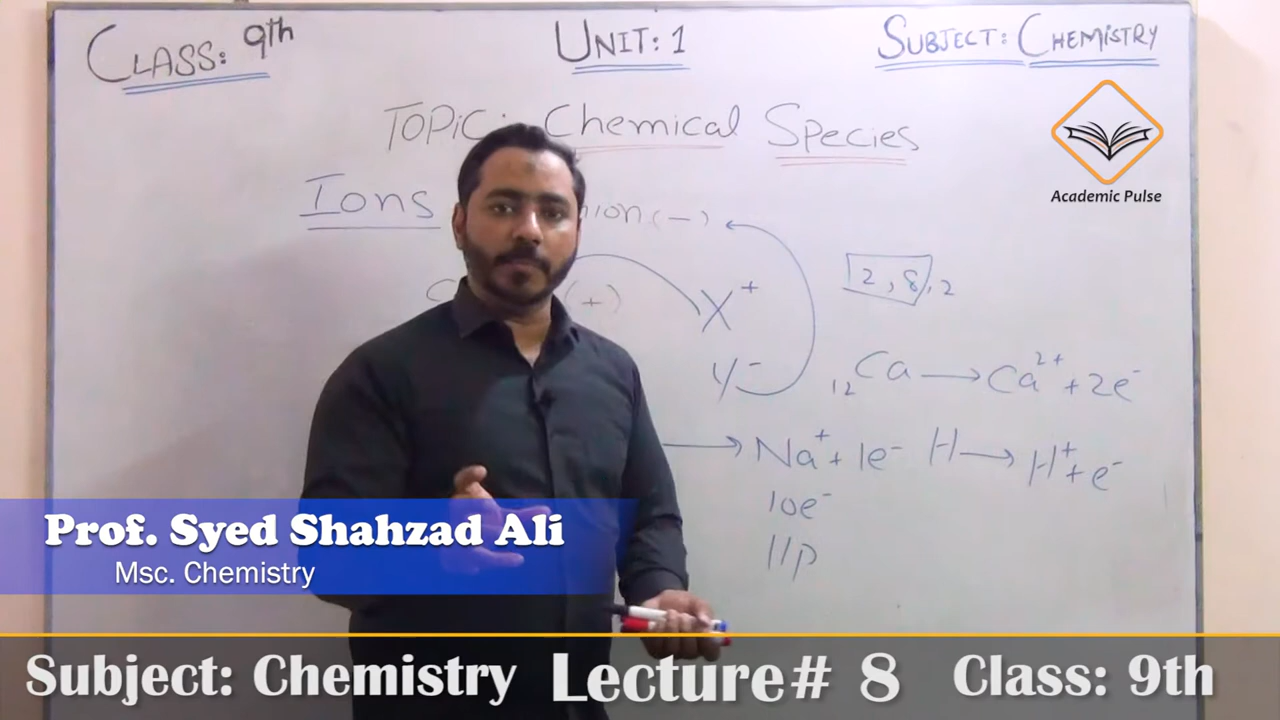 CLASS: 9th
UNIT: 1
SUBJECT: CHEMISTRY
TOPIC: Chemical Species
Academic Pulse
Ions
nion (-)
2, 8, 2
C (+)
X⁺
Y⁻
₁₂Ca → Ca²⁺ + 2e⁻
→ Na⁺ + 1e⁻
H → H⁺ + e⁻
10e⁻
11p
Prof. Syed Shahzad Ali
Msc. Chemistry
Subject: Chemistry Lecture# 8 Class: 9th